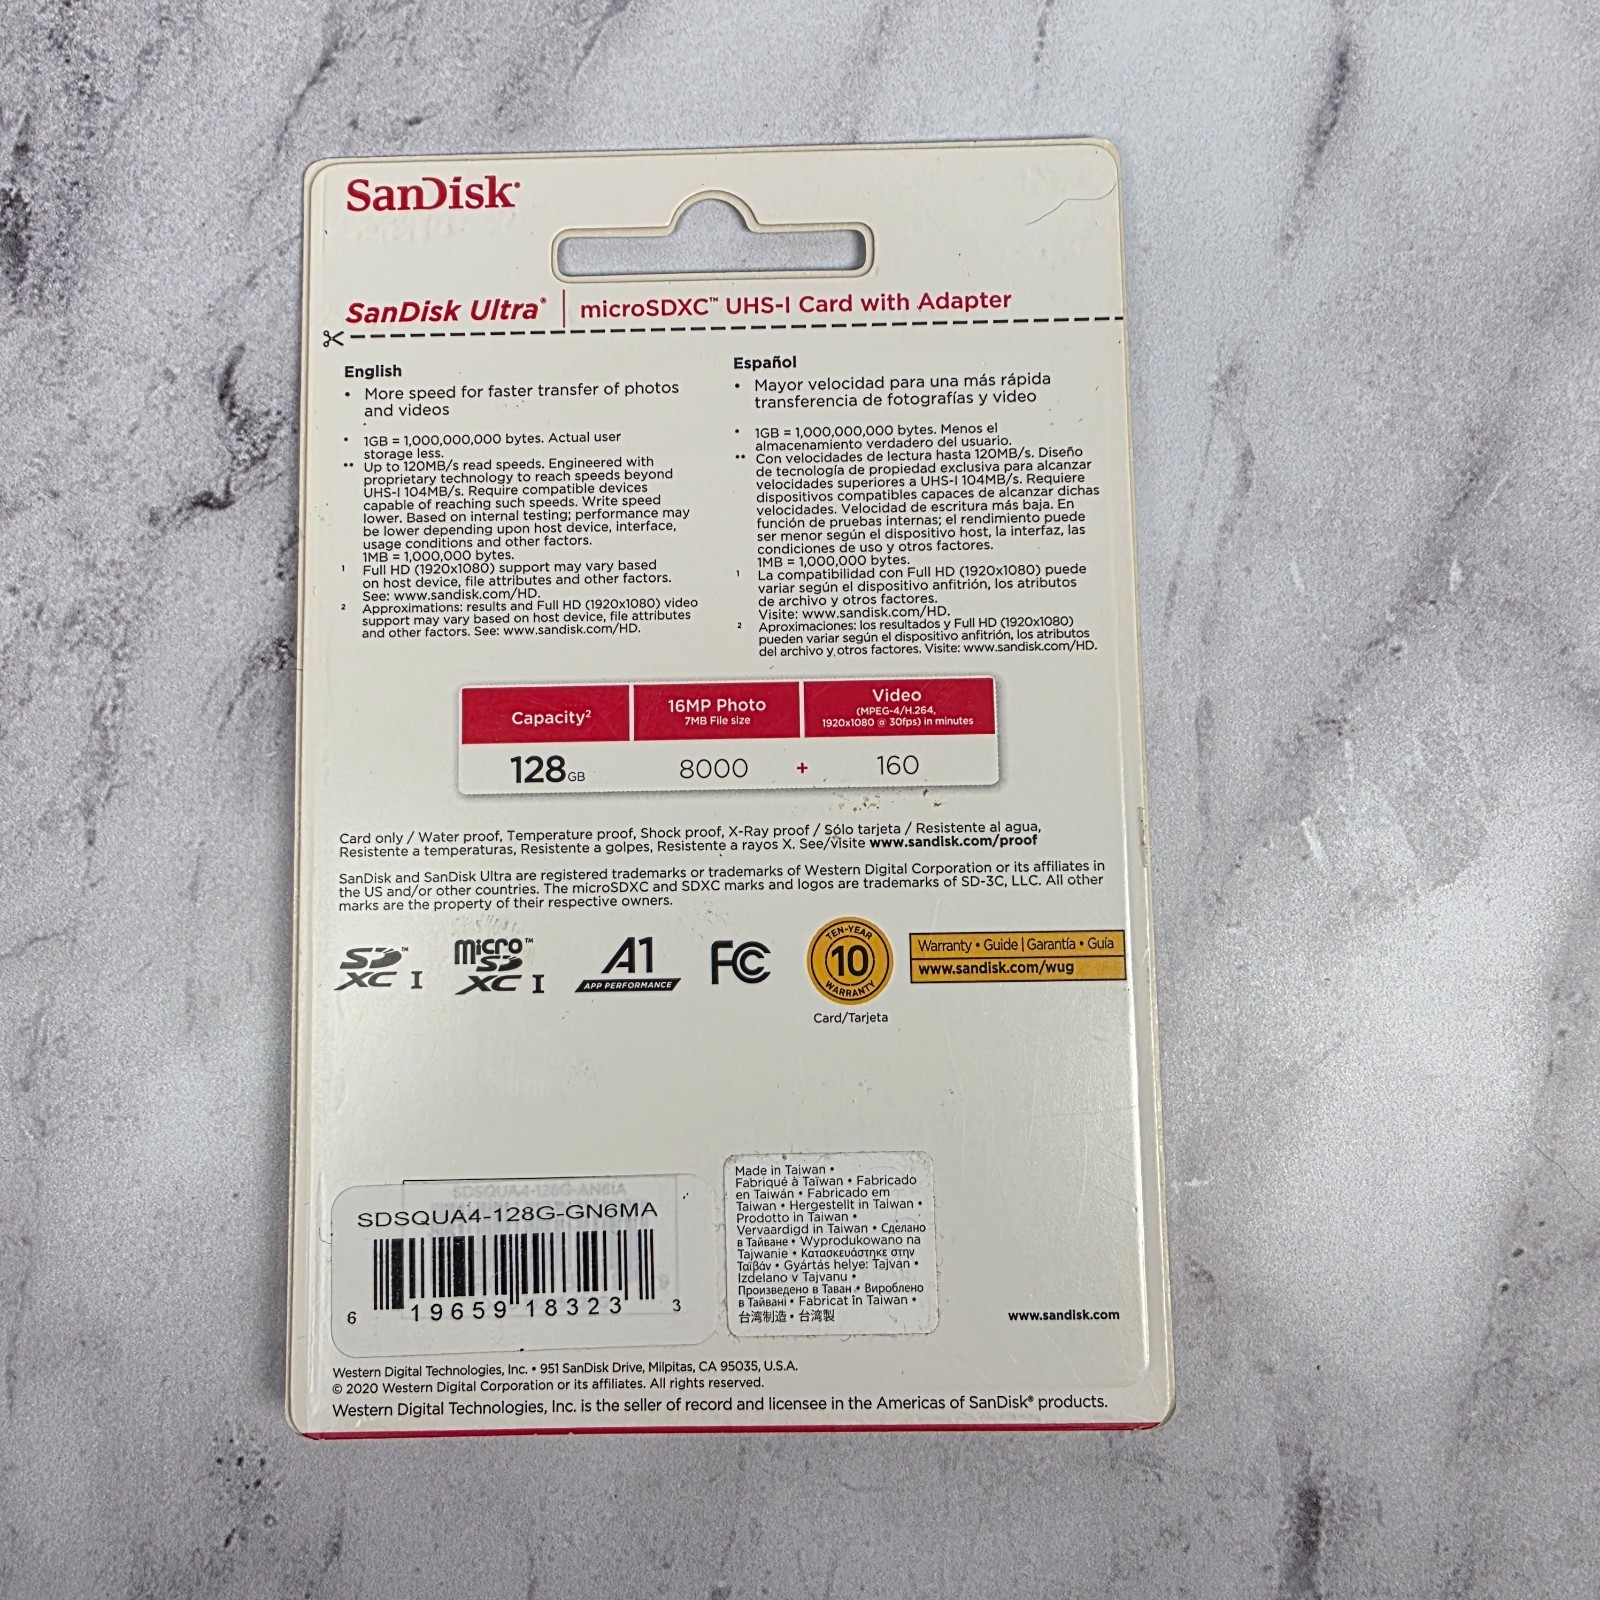 SanDisk®
SanDisk Ultra® | microSDXC™ UHS-I Card with Adapter
English
• More speed for faster transfer of photos
and videos
* 1GB = 1,000,000,000 bytes. Actual user
storage less.
** Up to 120MB/s read speeds. Engineered with
proprietary technology to reach speeds beyond
UHS-I 104MB/s. Require compatible devices
capable of reaching such speeds. Write speed
lower. Based on internal testing; performance may
be lower depending upon host device, interface,
usage conditions and other factors.
1MB = 1,000,000 bytes.
1 Full HD (1920x1080) support may vary based
on host device, file attributes and other factors.
See: www.sandisk.com/HD.
2 Approximations: results and Full HD (1920x1080) video
support may vary based on host device, file attributes
and other factors. See: www.sandisk.com/HD.
Español
• Mayor velocidad para una más rápida
transferencia de fotografías y video
* 1GB = 1,000,000,000 bytes. Menos el
almacenamiento verdadero del usuario.
** Con velocidades de lectura hasta 120MB/s. Diseño
de tecnología de propiedad exclusiva para alcanzar
velocidades superiores a UHS-I 104MB/s. Requiere
dispositivos compatibles capaces de alcanzar dichas
velocidades. Velocidad de escritura más baja. En
función de pruebas internas; el rendimiento puede
ser menor según el dispositivo host, la interfaz, las
condiciones de uso y otros factores.
1MB = 1,000,000 bytes.
1 La compatibilidad con Full HD (1920x1080) puede
variar según el dispositivo anfitrión, los atributos
de archivo y otros factores.
Visite: www.sandisk.com/HD.
2 Aproximaciones: los resultados y Full HD (1920x1080)
pueden variar según el dispositivo anfitrión, los atributos
del archivo y otros factores. Visite: www.sandisk.com/HD.
Capacity²
16MP Photo
7MB File size
Video
(MPEG-4/H.264,
1920x1080 @ 30fps) in minutes
128GB 8000 + 160
Card only / Water proof, Temperature proof, Shock proof, X-Ray proof / Sólo tarjeta / Resistente al agua,
Resistente a temperaturas, Resistente a golpes, Resistente a rayos X. See/visite www.sandisk.com/proof
SanDisk and SanDisk Ultra are registered trademarks or trademarks of Western Digital Corporation or its affiliates in
the US and/or other countries. The microSDXC and SDXC marks and logos are trademarks of SD-3C, LLC. All other
marks are the property of their respective owners.
SD™
XC I
micro™
SD
XC I
A1
APP PERFORMANCE
FC
TEN-YEAR
10
WARRANTY
Card/Tarjeta
Warranty • Guide | Garantía • Guía
www.sandisk.com/wug
SDSQUA4-128G-AN6IA
SDSQUA4-128G-GN6MA
6 19659 18323 3
Made in Taiwan •
Fabriqué à Taïwan • Fabricado
en Taiwán • Fabricado em
Taiwan • Hergestellt in Taiwan •
Prodotto in Taiwan •
Vervaardigd in Taiwan • Сделано
в Тайване • Wyprodukowano na
Tajwanie • Κατασκευάστηκε στην
Ταϊβάν • Gyártás helye: Tajvan •
Izdelano v Tajvanu •
Произведено в Таван • Вироблено
в Тайвані • Fabricat în Taiwan •
台湾制造 • 台湾製
www.sandisk.com
Western Digital Technologies, Inc. • 951 SanDisk Drive, Milpitas, CA 95035, U.S.A.
© 2020 Western Digital Corporation or its affiliates. All rights reserved.
Western Digital Technologies, Inc. is the seller of record and licensee in the Americas of SanDisk® products.